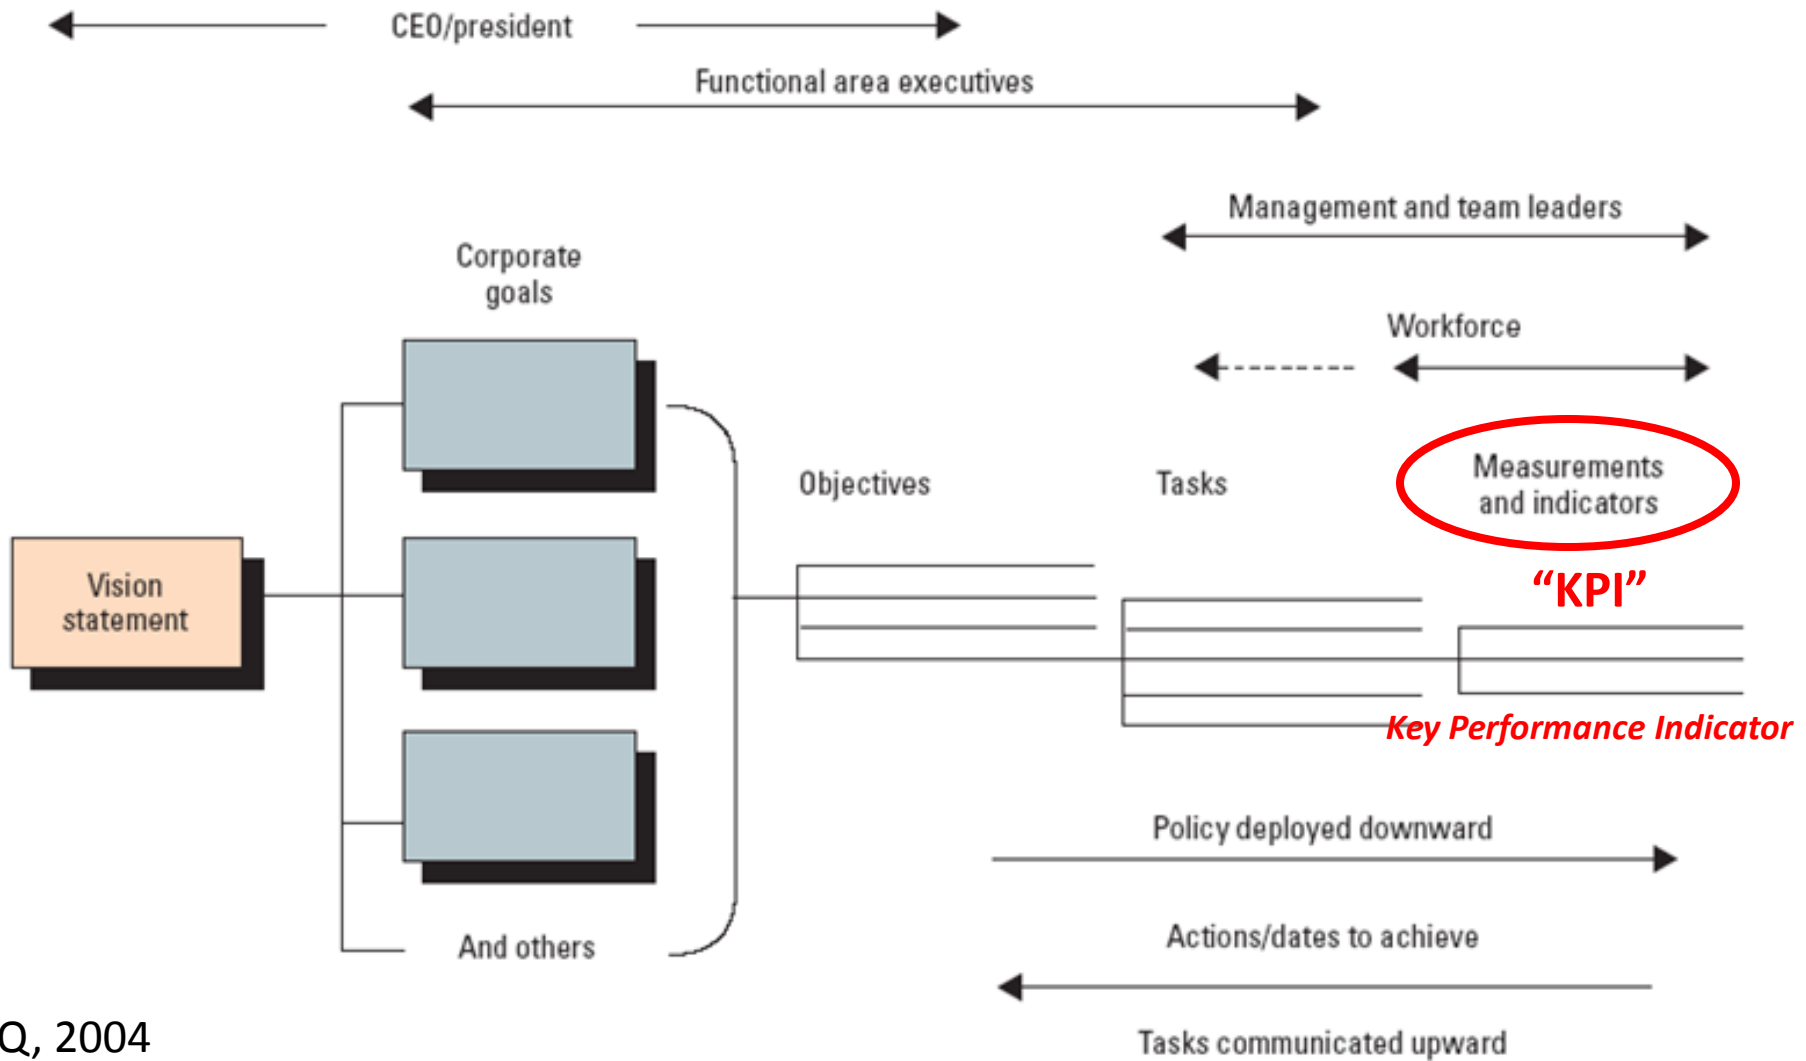 CEO/president
Functional area executives
Management and team leaders
Corporate
goals
Workforce
Measurements
and indicators
Objectives
Tasks
“KPI”
Vision
statement
Key Performance Indicator
Policy deployed downward
Actions/dates to achieve
And others
Q, 2004
Tasks communicated upward